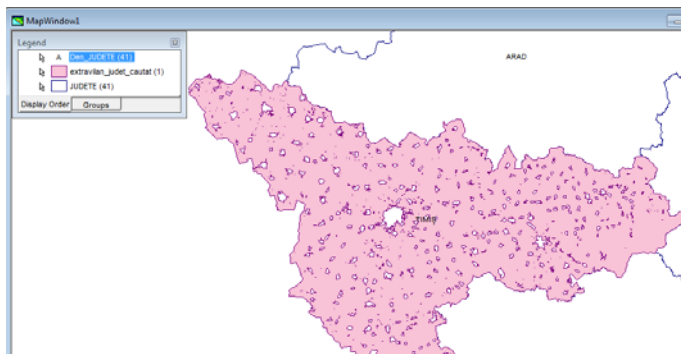 MapWindow1
Legend
A Den_JUDETE (41)
extravilan_judet_cautat (1)
JUDETE (41)
Display Order Groups
ARAD
TIMIS